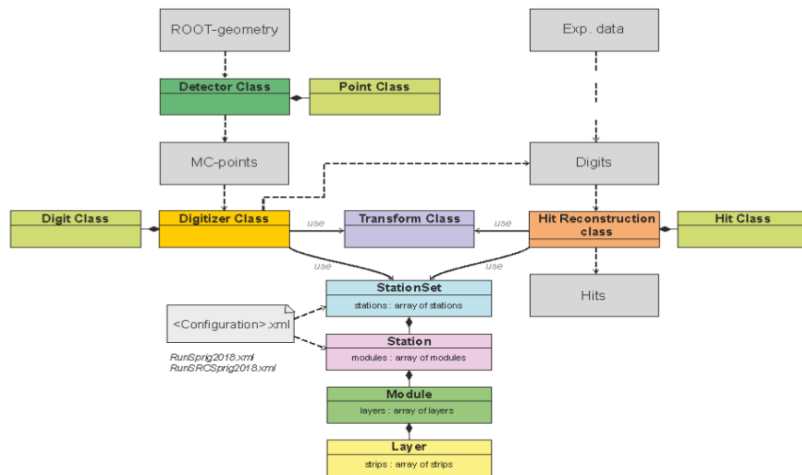 ROOT-geometry
Exp. data
Detector Class
Point Class
MC-points
Digits
Digit Class
Digitizer Class
use
Transform Class
use
Hit Reconstruction
class
Hit Class
use
use
StationSet
stations : array of stations
Hits
<Configuration>.xml
Station
modules : array of modules
RunSprig2018.xml
RunSRCSprig2018.xml
Module
layers : array of layers
Layer
strips : array of strips